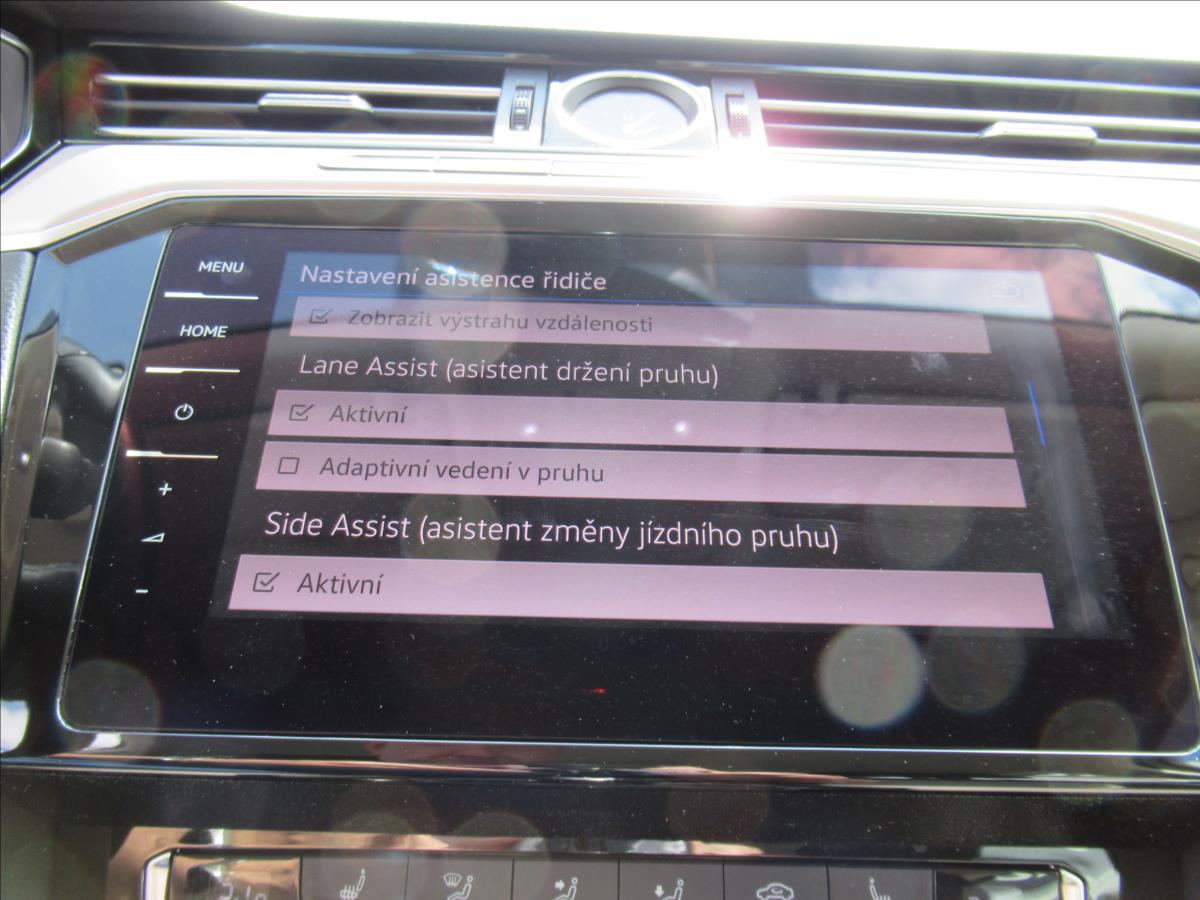 MENU
Nastavení asistence řidiče
Zobrazit výstrahu vzdálenosti
HOME
Lane Assist (asistent držení pruhu)
Aktivní
Adaptivní vedení v pruhu
+
Side Assist (asistent změny jízdního pruhu)
Aktivní
-